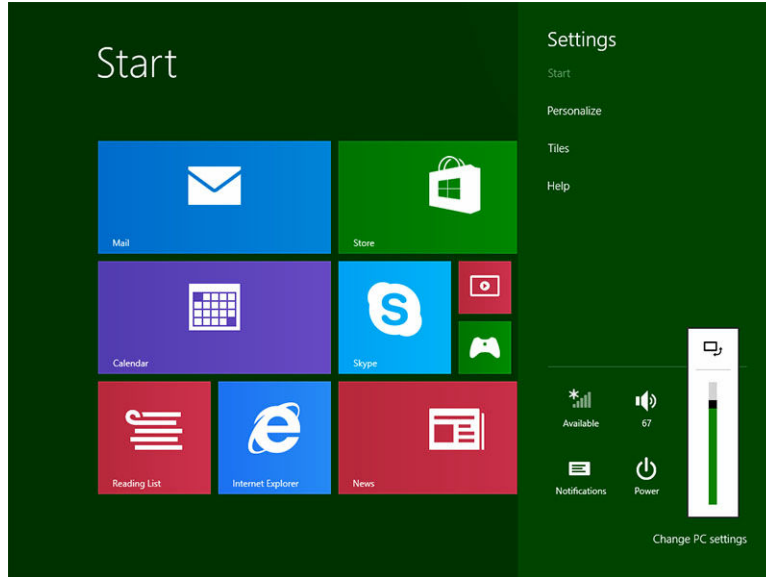 Start
Mail
Store
Calendar
Skype
Reading List
Internet Explorer
News
Settings
Start
Personalize
Tiles
Help
Available
67
Notifications
Power
Change PC settings